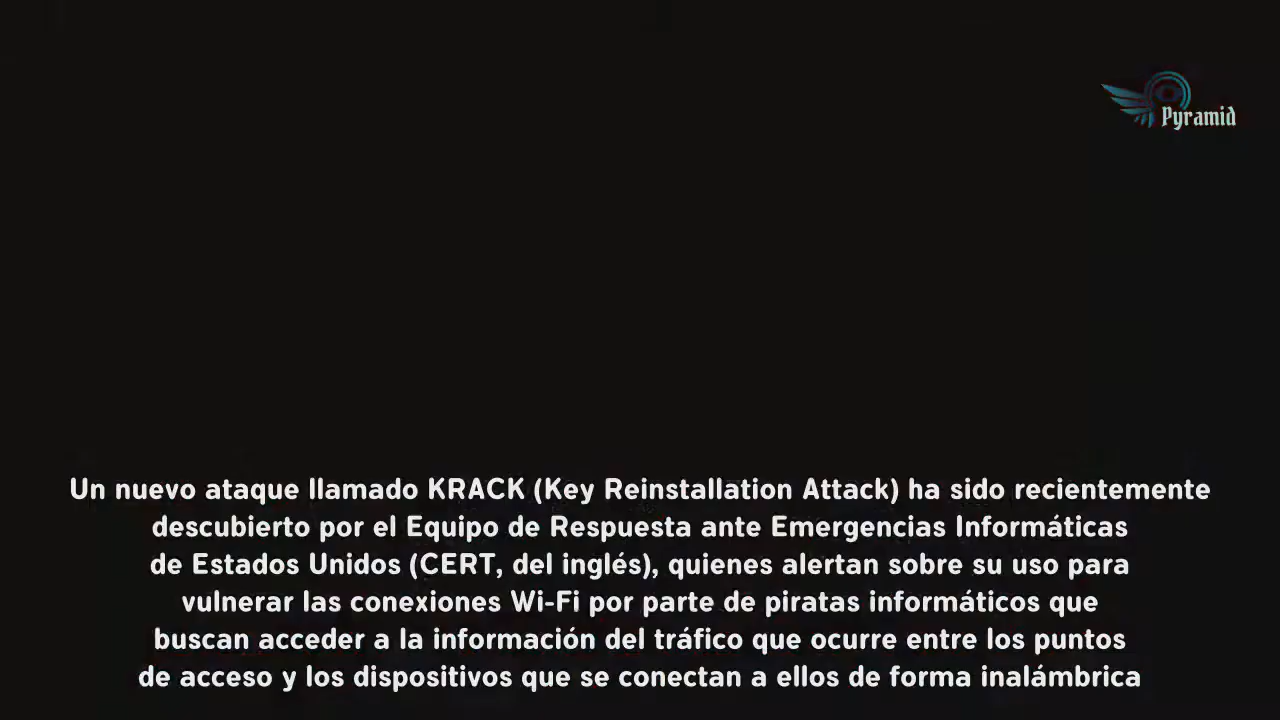 Pyramid
Un nuevo ataque llamado KRACK (Key Reinstallation Attack) ha sido recientemente
descubierto por el Equipo de Respuesta ante Emergencias Informáticas
de Estados Unidos (CERT, del inglés), quienes alertan sobre su uso para
vulnerar las conexiones Wi-Fi por parte de piratas informáticos que
buscan acceder a la información del tráfico que ocurre entre los puntos
de acceso y los dispositivos que se conectan a ellos de forma inalámbrica